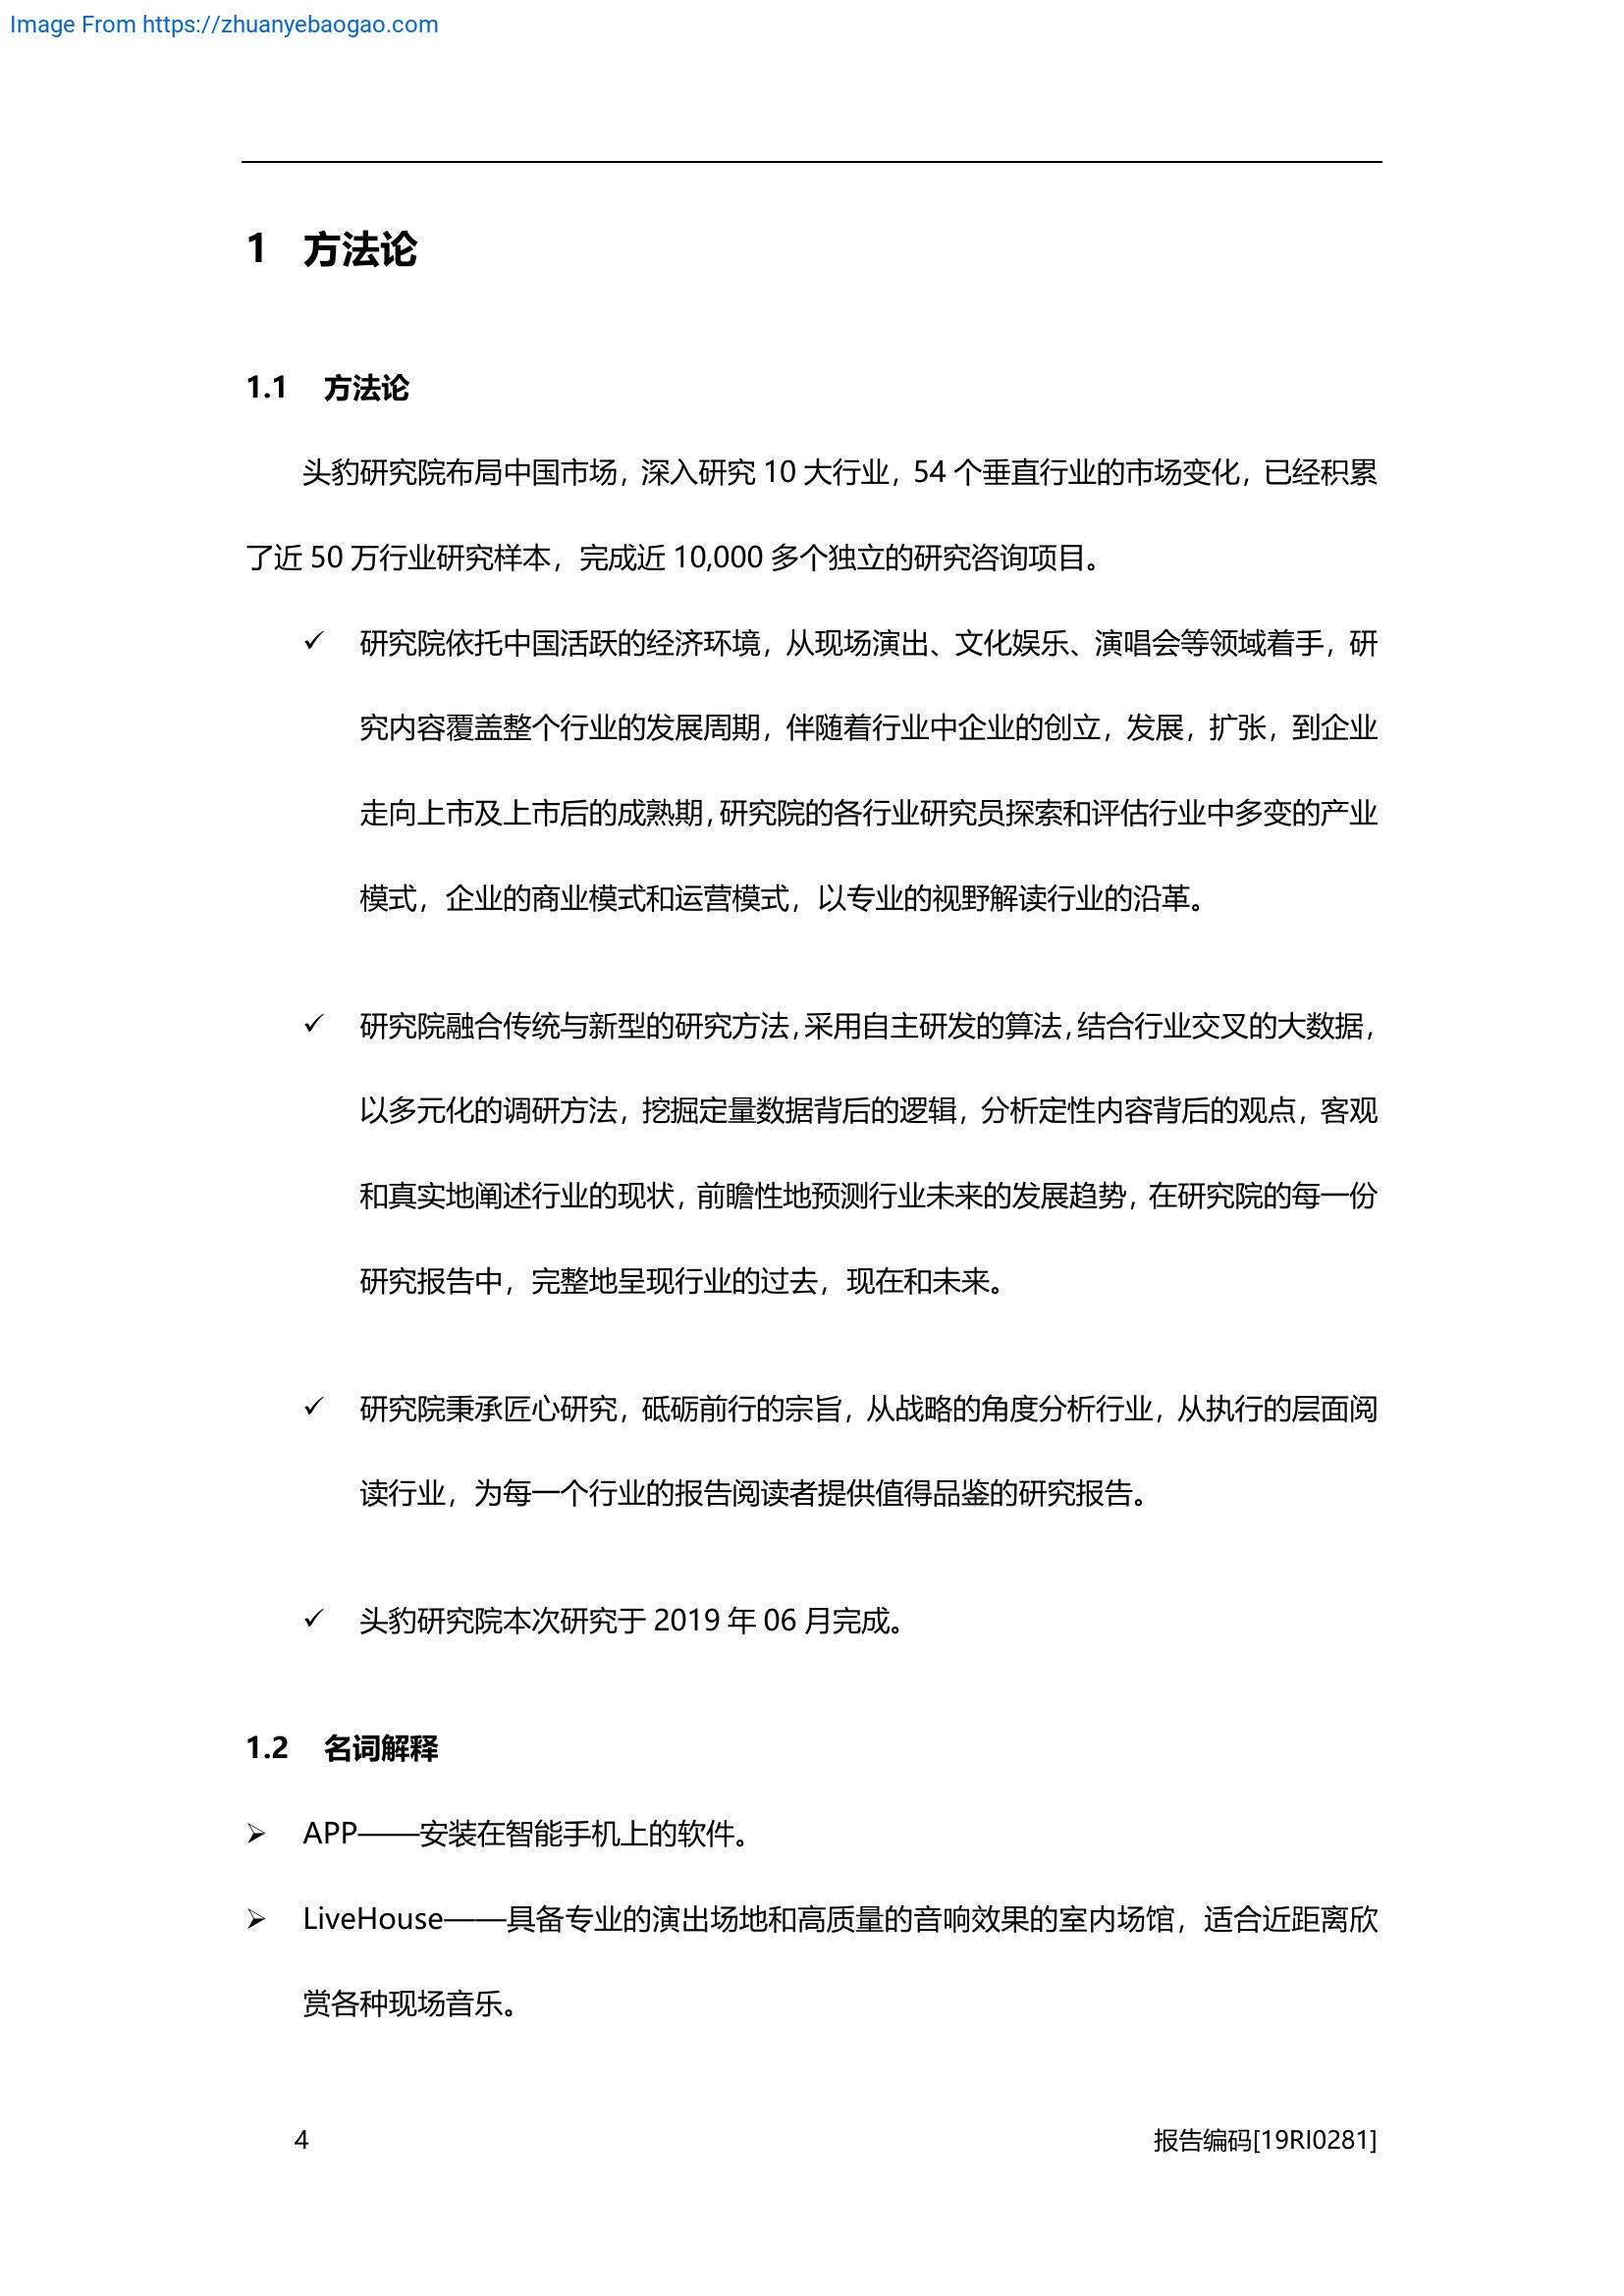 Image From https://zhuanyebaogao.com
1 方法论
1.1 方法论
头豹研究院布局中国市场，深入研究 10 大行业，54 个垂直行业的市场变化，已经积累
了近 50 万行业研究样本，完成近 10,000 多个独立的研究咨询项目。
✓ 研究院依托中国活跃的经济环境，从现场演出、文化娱乐、演唱会等领域着手，研
究内容覆盖整个行业的发展周期，伴随着行业中企业的创立，发展，扩张，到企业
走向上市及上市后的成熟期，研究院的各行业研究员探索和评估行业中多变的产业
模式，企业的商业模式和运营模式，以专业的视野解读行业的沿革。
✓ 研究院融合传统与新型的研究方法，采用自主研发的算法，结合行业交叉的大数据，
以多元化的调研方法，挖掘定量数据背后的逻辑，分析定性内容背后的观点，客观
和真实地阐述行业的现状，前瞻性地预测行业未来的发展趋势，在研究院的每一份
研究报告中，完整地呈现行业的过去，现在和未来。
✓ 研究院秉承匠心研究，砥砺前行的宗旨，从战略的角度分析行业，从执行的层面阅
读行业，为每一个行业的报告阅读者提供值得品鉴的研究报告。
✓ 头豹研究院本次研究于 2019 年 06 月完成。
1.2 名词解释
➢ APP——安装在智能手机上的软件。
➢ LiveHouse——具备专业的演出场地和高质量的音响效果的室内场馆，适合近距离欣
赏各种现场音乐。
4 报告编码[19RI0281]